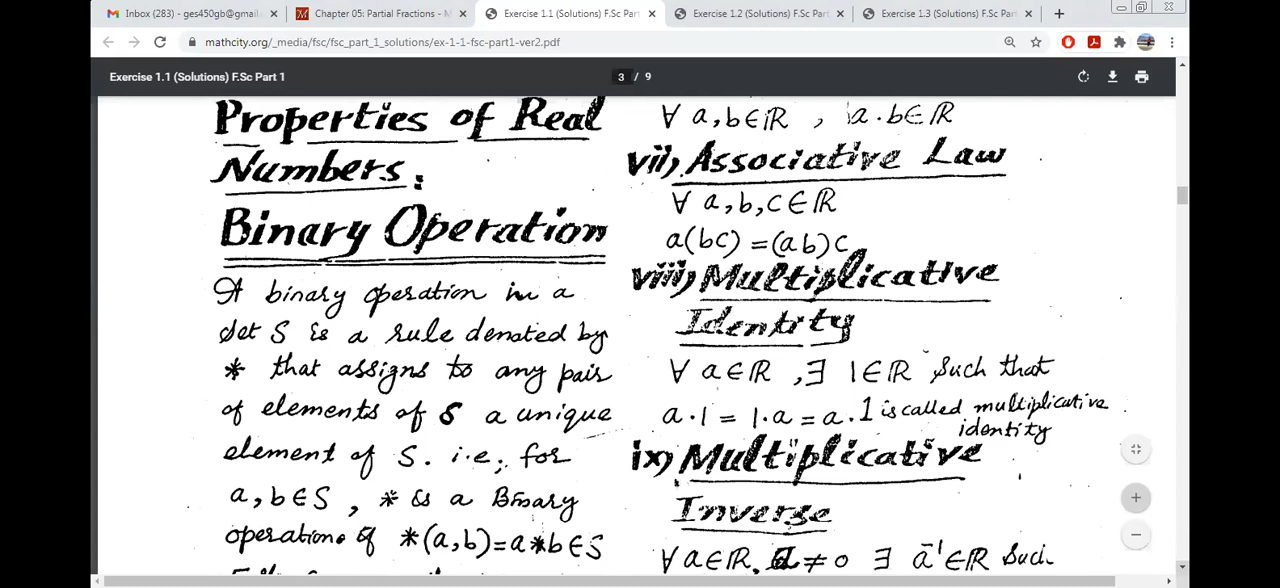 Inbox (283) - ges450gb@gmail.
Chapter 05: Partial Fractions - M
Exercise 1.1 (Solutions) F.Sc Part
Exercise 1.2 (Solutions) F.Sc Part
Exercise 1.3 (Solutions) F.Sc Part
mathcity.org/_media/fsc/fsc_part_1_solutions/ex-1-1-fsc-part1-ver2.pdf
Exercise 1.1 (Solutions) F.Sc Part 1
3 / 9
Properties of Real
Numbers:
Binary Operation
A binary operation in a
set S is a rule denoted by
* that assigns to any pair
of elements of S a unique
element of S. i.e; for
a, b ∈ S , * is a Binary
operation. if *(a,b)=a*b∈S
∀ a,b∈ℝ , a.b∈ℝ
vii) Associative Law
∀ a,b,c∈ℝ
a(bc) = (ab)c
viii) Multiplicative
Identity
∀ a∈ℝ , ∃ 1∈ℝ Such that
a·1 = 1·a = a . 1 is called multiplicative
identity
ix) Multiplicative
Inverse
∀ a∈ℝ, a ≠ 0 ∃ a⁻¹∈ℝ Such